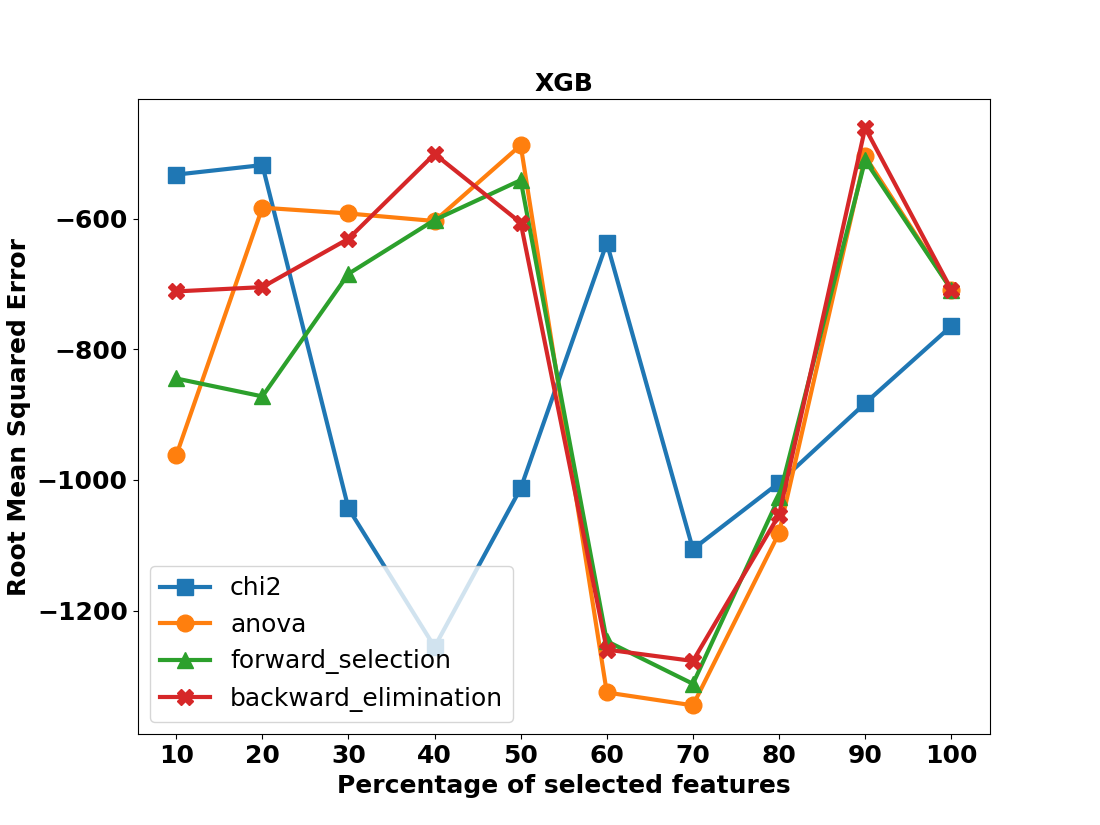 XGB
Root Mean Squared Error
−600
−800
−1000
−1200
chi2
anova
forward_selection
backward_elimination
10 20 30 40 50 60 70 80 90 100
Percentage of selected features